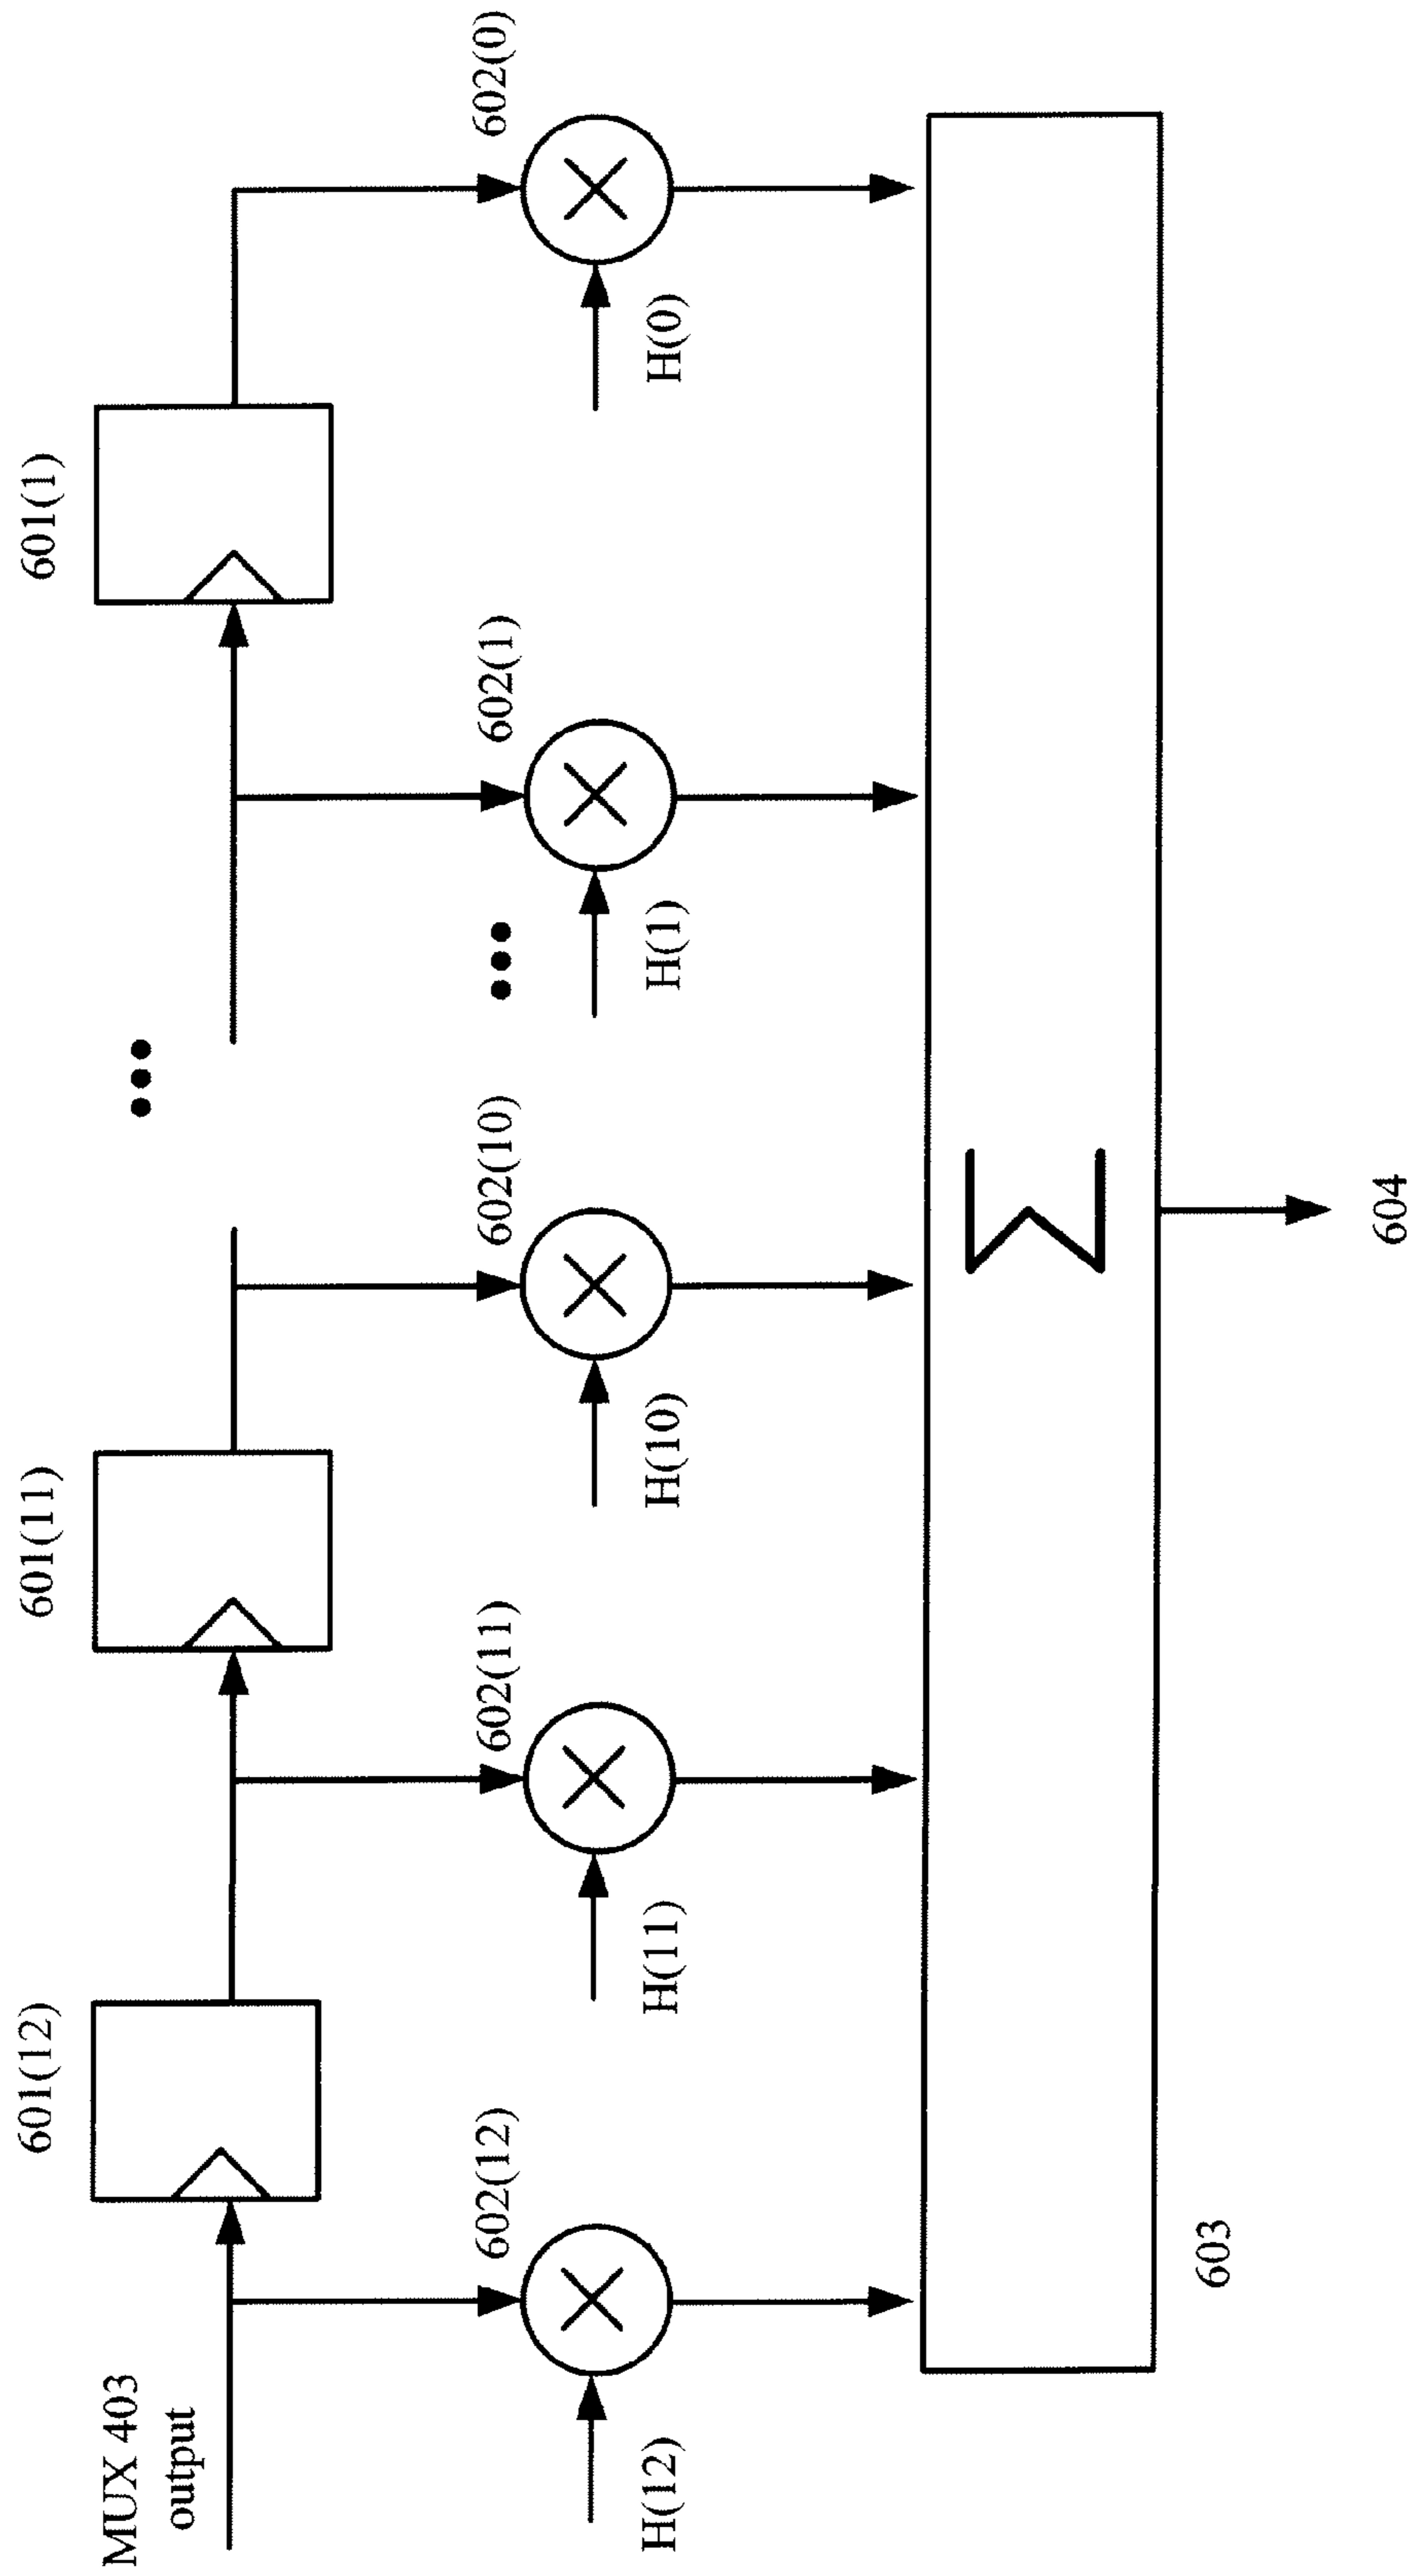 MUX 403
output
601(12)
601(11)
601(1)
602(12)
602(11)
602(10)
602(1)
602(0)
H(12)
H(11)
H(10)
H(1)
H(0)
Σ
603
604